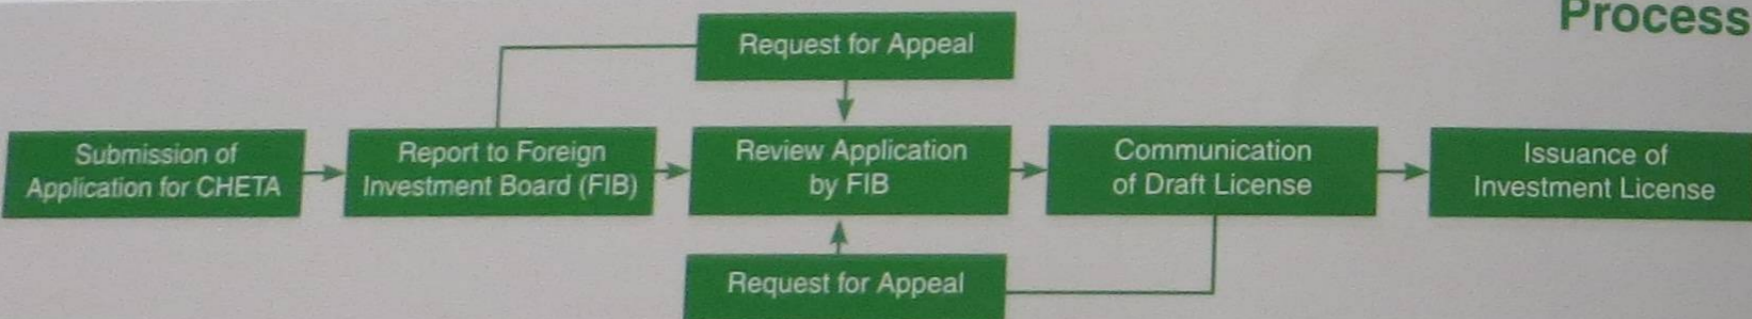 Process
Request for Appeal
Submission of
Application for CHETA
Report to Foreign
Investment Board (FIB)
Review Application
by FIB
Communication
of Draft License
Issuance of
Investment License
Request for Appeal